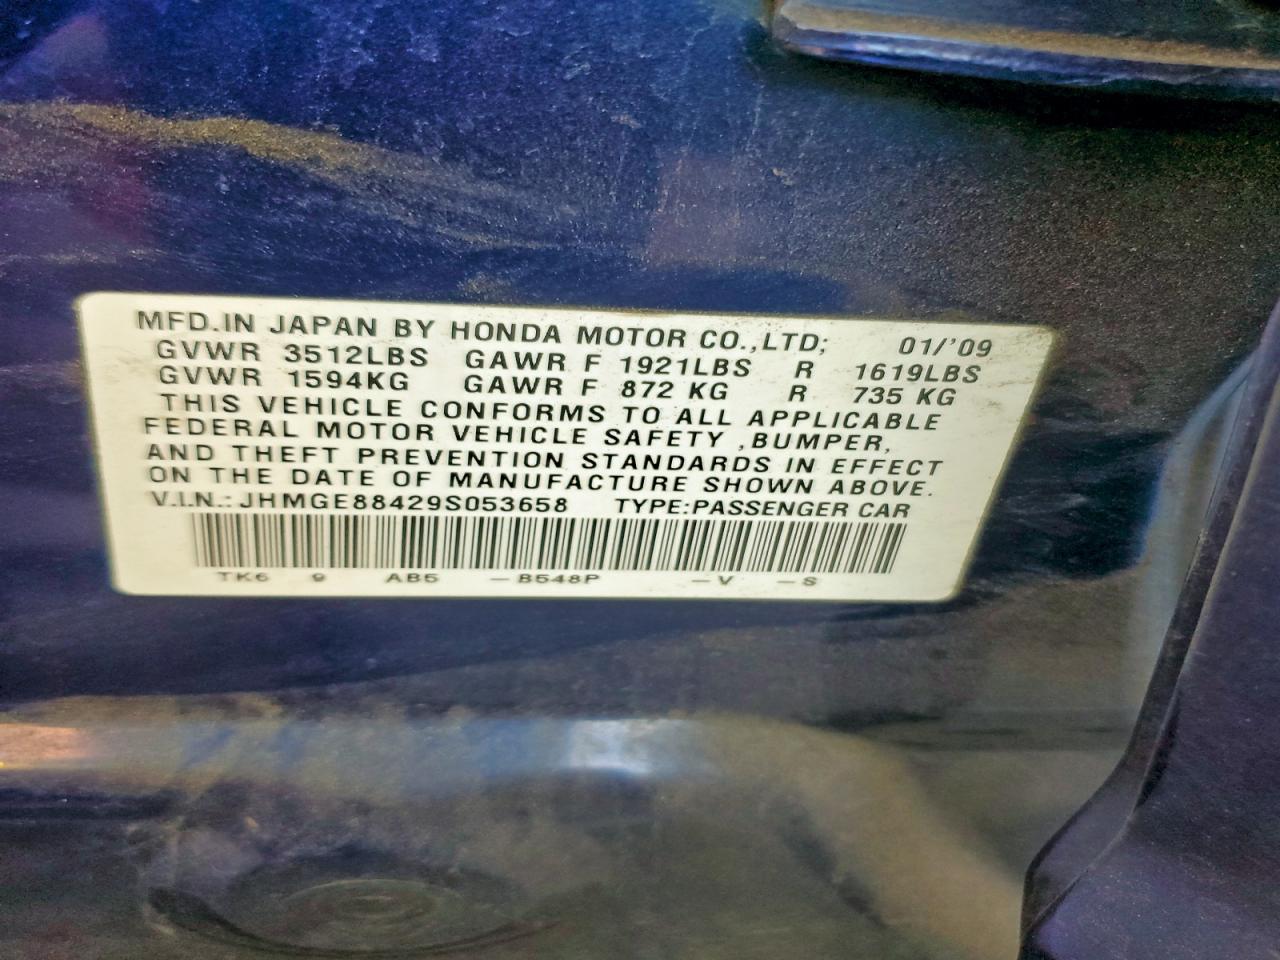 MFD.IN JAPAN BY HONDA MOTOR CO.,LTD; 01/'09
GVWR 3512LBS GAWR F 1921LBS R 1619LBS
GVWR 1594KG GAWR F 872 KG R 735 KG
THIS VEHICLE CONFORMS TO ALL APPLICABLE
FEDERAL MOTOR VEHICLE SAFETY ,BUMPER,
AND THEFT PREVENTION STANDARDS IN EFFECT
ON THE DATE OF MANUFACTURE SHOWN ABOVE.
V.I.N.: JHMGE88429S053658 TYPE:PASSENGER CAR
TK6 9 AB5 –B548P –V –S